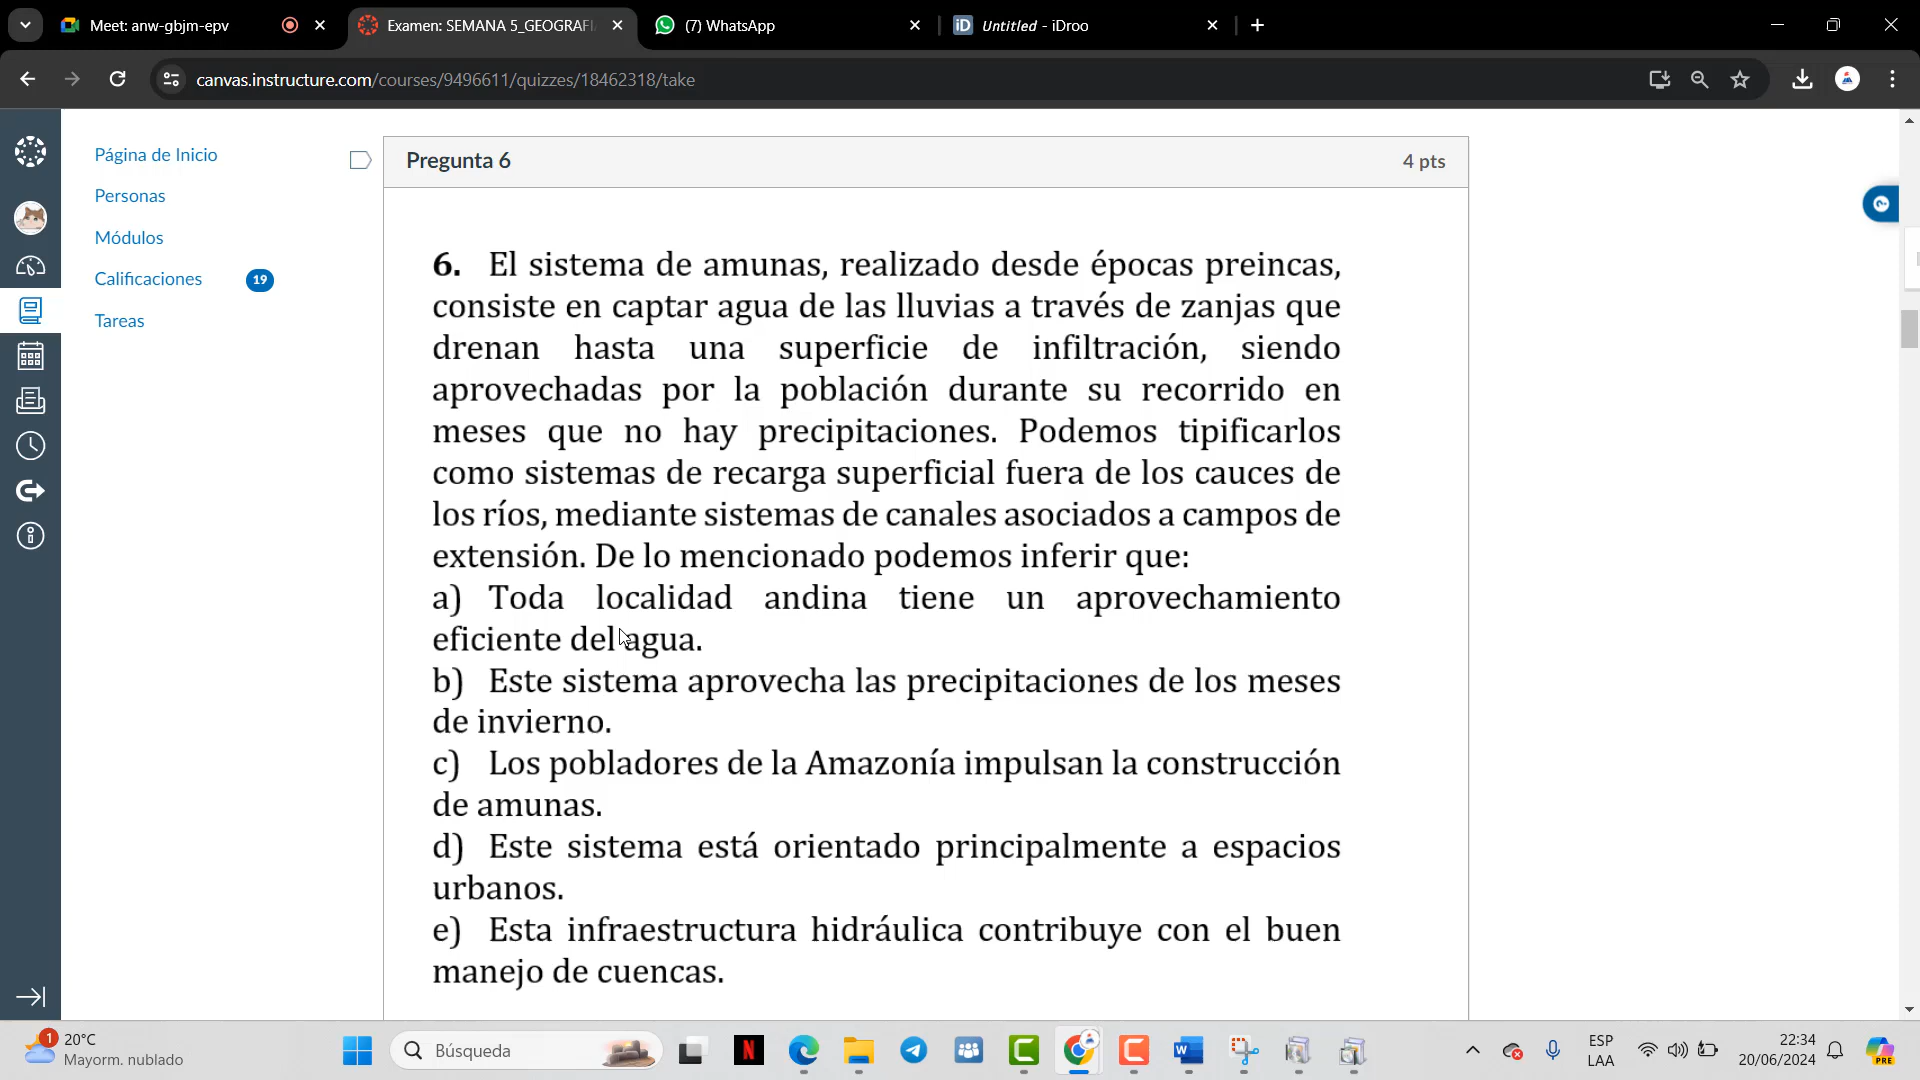 Meet: anw-gbjm-epv
Examen: SEMANA 5_GEOGRAFI
(7) WhatsApp
iD Untitled - iDroo
canvas.instructure.com/courses/9496611/quizzes/18462318/take
Página de Inicio
Personas
Módulos
Calificaciones 19
Tareas
Pregunta 6 4 pts
6. El sistema de amunas, realizado desde épocas preincas,
consiste en captar agua de las lluvias a través de zanjas que
drenan hasta una superficie de infiltración, siendo
aprovechadas por la población durante su recorrido en
meses que no hay precipitaciones. Podemos tipificarlos
como sistemas de recarga superficial fuera de los cauces de
los ríos, mediante sistemas de canales asociados a campos de
extensión. De lo mencionado podemos inferir que:
a) Toda localidad andina tiene un aprovechamiento
eficiente del agua.
b) Este sistema aprovecha las precipitaciones de los meses
de invierno.
c) Los pobladores de la Amazonía impulsan la construcción
de amunas.
d) Este sistema está orientado principalmente a espacios
urbanos.
e) Esta infraestructura hidráulica contribuye con el buen
manejo de cuencas.
1
20°C
Mayorm. nublado
Búsqueda
N
C
C
W
ESP
LAA
22:34
20/06/2024
PRE